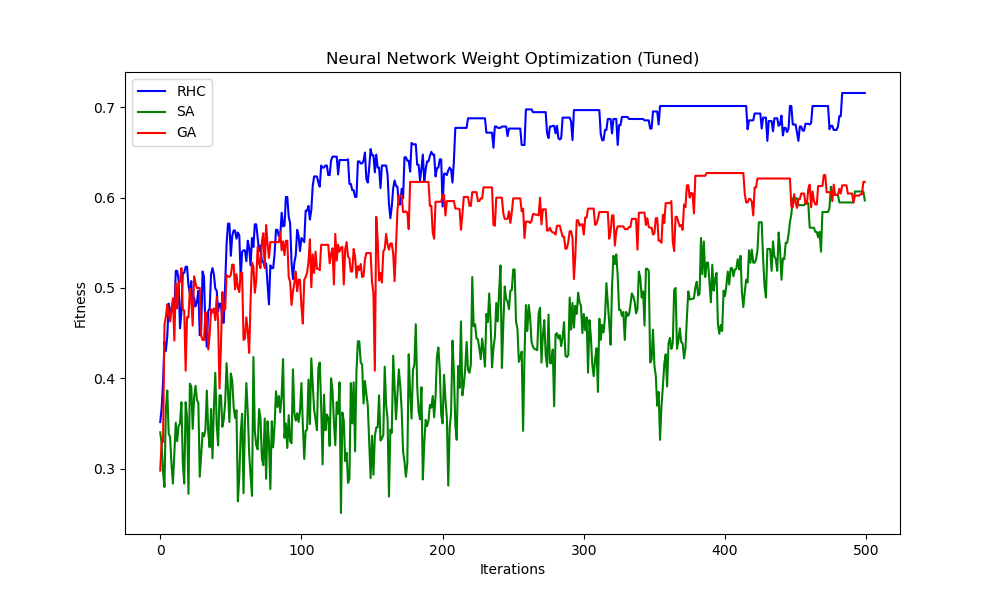 Neural Network Weight Optimization (Tuned)
RHC
SA
GA
Fitness
0.7
0.6
0.5
0.4
0.3
0 100 200 300 400 500
Iterations